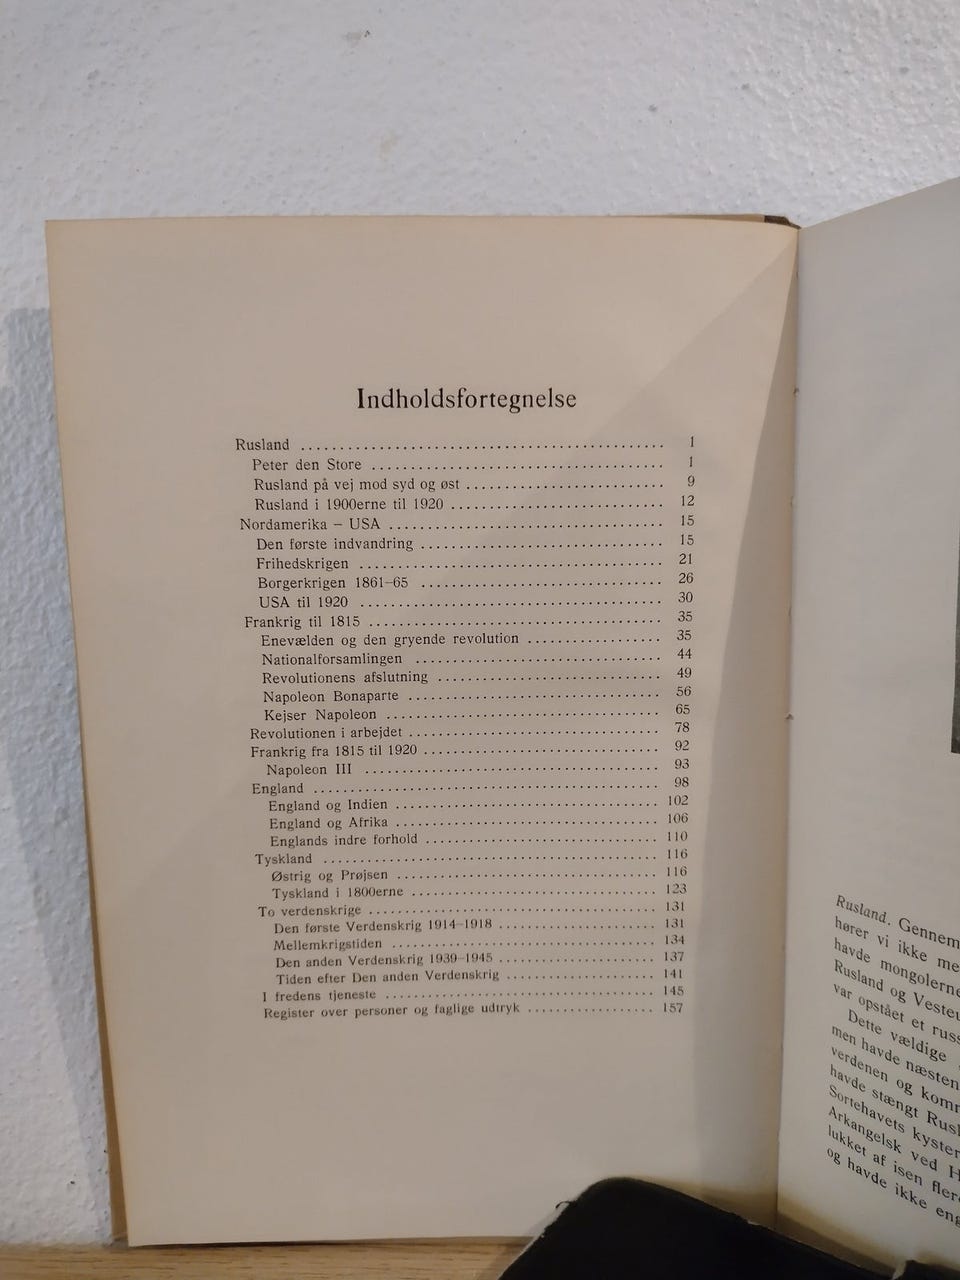 Indholdsfortegnelse
Rusland ............................................... 1
Peter den Store ...................................... 1
Rusland på vej mod syd og øst ......................... 9
Rusland i 1900erne til 1920 ........................... 12
Nordamerika – USA .................................... 15
Den første indvandring ................................ 15
Frihedskrigen ........................................ 21
Borgerkrigen 1861–65 ................................ 26
USA til 1920 ........................................ 30
Frankrig til 1815 ...................................... 35
Enevælden og den gryende revolution ................. 35
Nationalforsamlingen ................................ 44
Revolutionens afslutning ............................. 49
Napoleon Bonaparte ................................. 56
Kejser Napoleon .................................... 65
Revolutionen i arbejdet ................................. 78
Frankrig fra 1815 til 1920 ............................... 92
Napoleon III ....................................... 93
England ............................................. 98
England og Indien ................................... 102
England og Afrika ................................... 106
Englands indre forhold ............................... 110
Tyskland ............................................ 116
Østrig og Prøjsen ................................... 116
Tyskland i 1800erne ................................. 123
To verdenskrige ...................................... 131
Den første Verdenskrig 1914–1918 ..................... 131
Mellemkrigstiden .................................... 134
Den anden Verdenskrig 1939–1945 ..................... 137
Tiden efter Den anden Verdenskrig .................... 141
I fredens tjeneste ..................................... 145
Register over personer og faglige udtryk ................. 157
Rusland. Gennem
hører vi ikke me
havde mongolerne
Rusland og Vesteu
var opstået et russ
Dette vældige
men havde næsten
verdenen og komm
havde stængt Rusl
Sortehavets kyster
Arkangelsk ved H
lukket af isen flere
og havde ikke eng